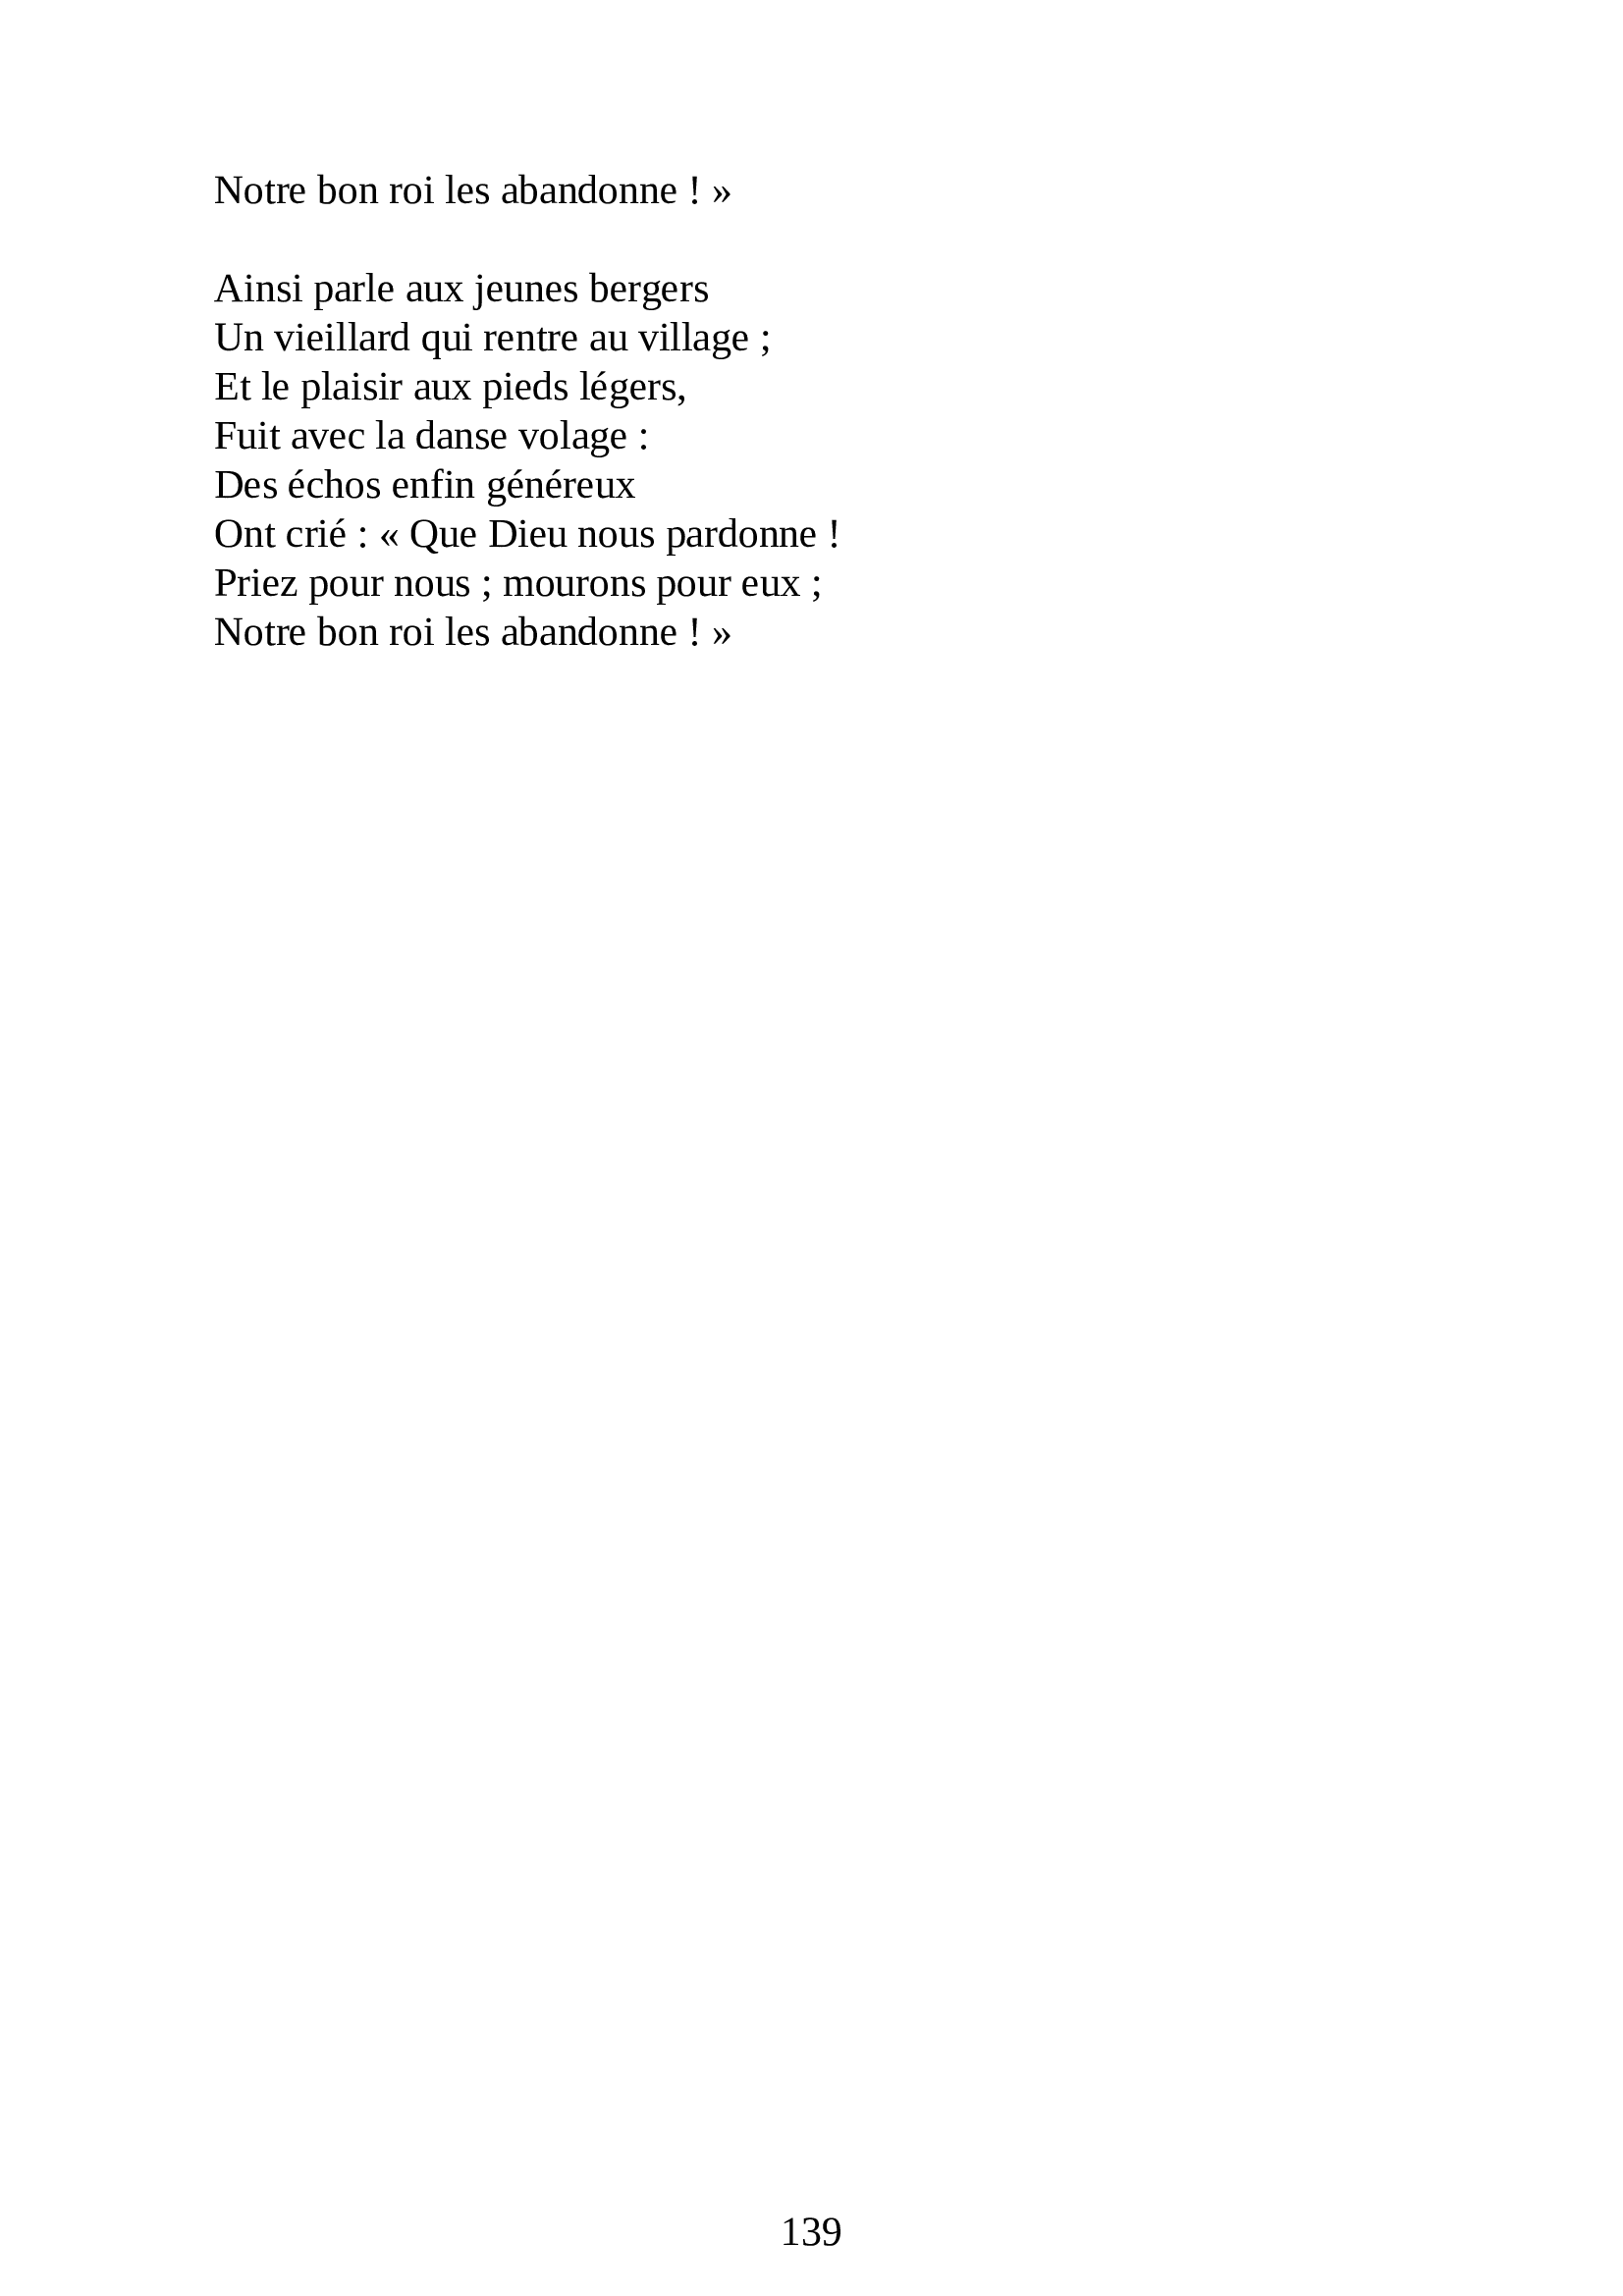 Notre bon roi les abandonne ! »
Ainsi parle aux jeunes bergers
Un vieillard qui rentre au village ;
Et le plaisir aux pieds légers,
Fuit avec la danse volage :
Des échos enfin généreux
Ont crié : « Que Dieu nous pardonne !
Priez pour nous ; mourons pour eux ;
Notre bon roi les abandonne ! »
139